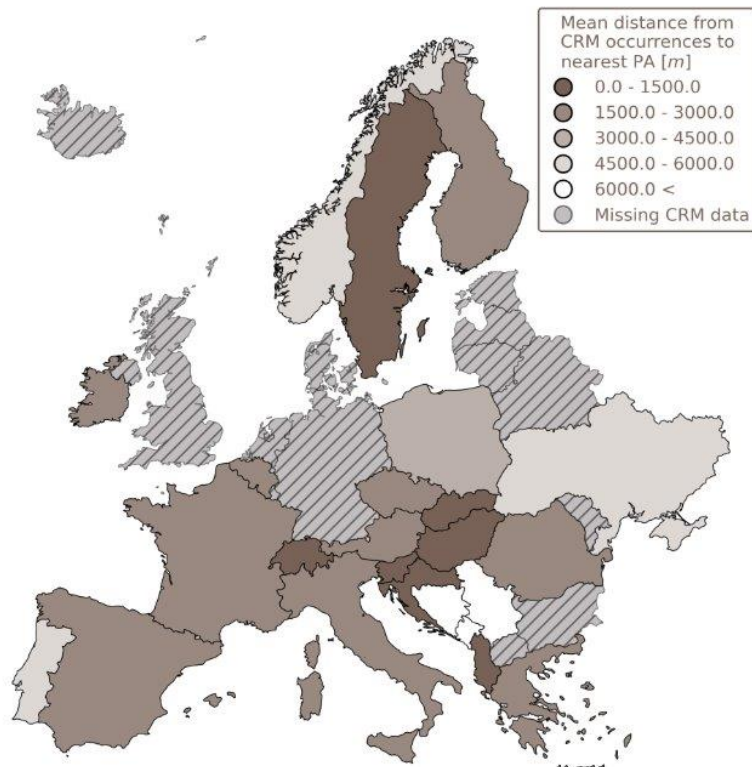 Mean distance from
CRM occurrences to
nearest PA [m]
0.0 - 1500.0
1500.0 - 3000.0
3000.0 - 4500.0
4500.0 - 6000.0
6000.0 <
Missing CRM data